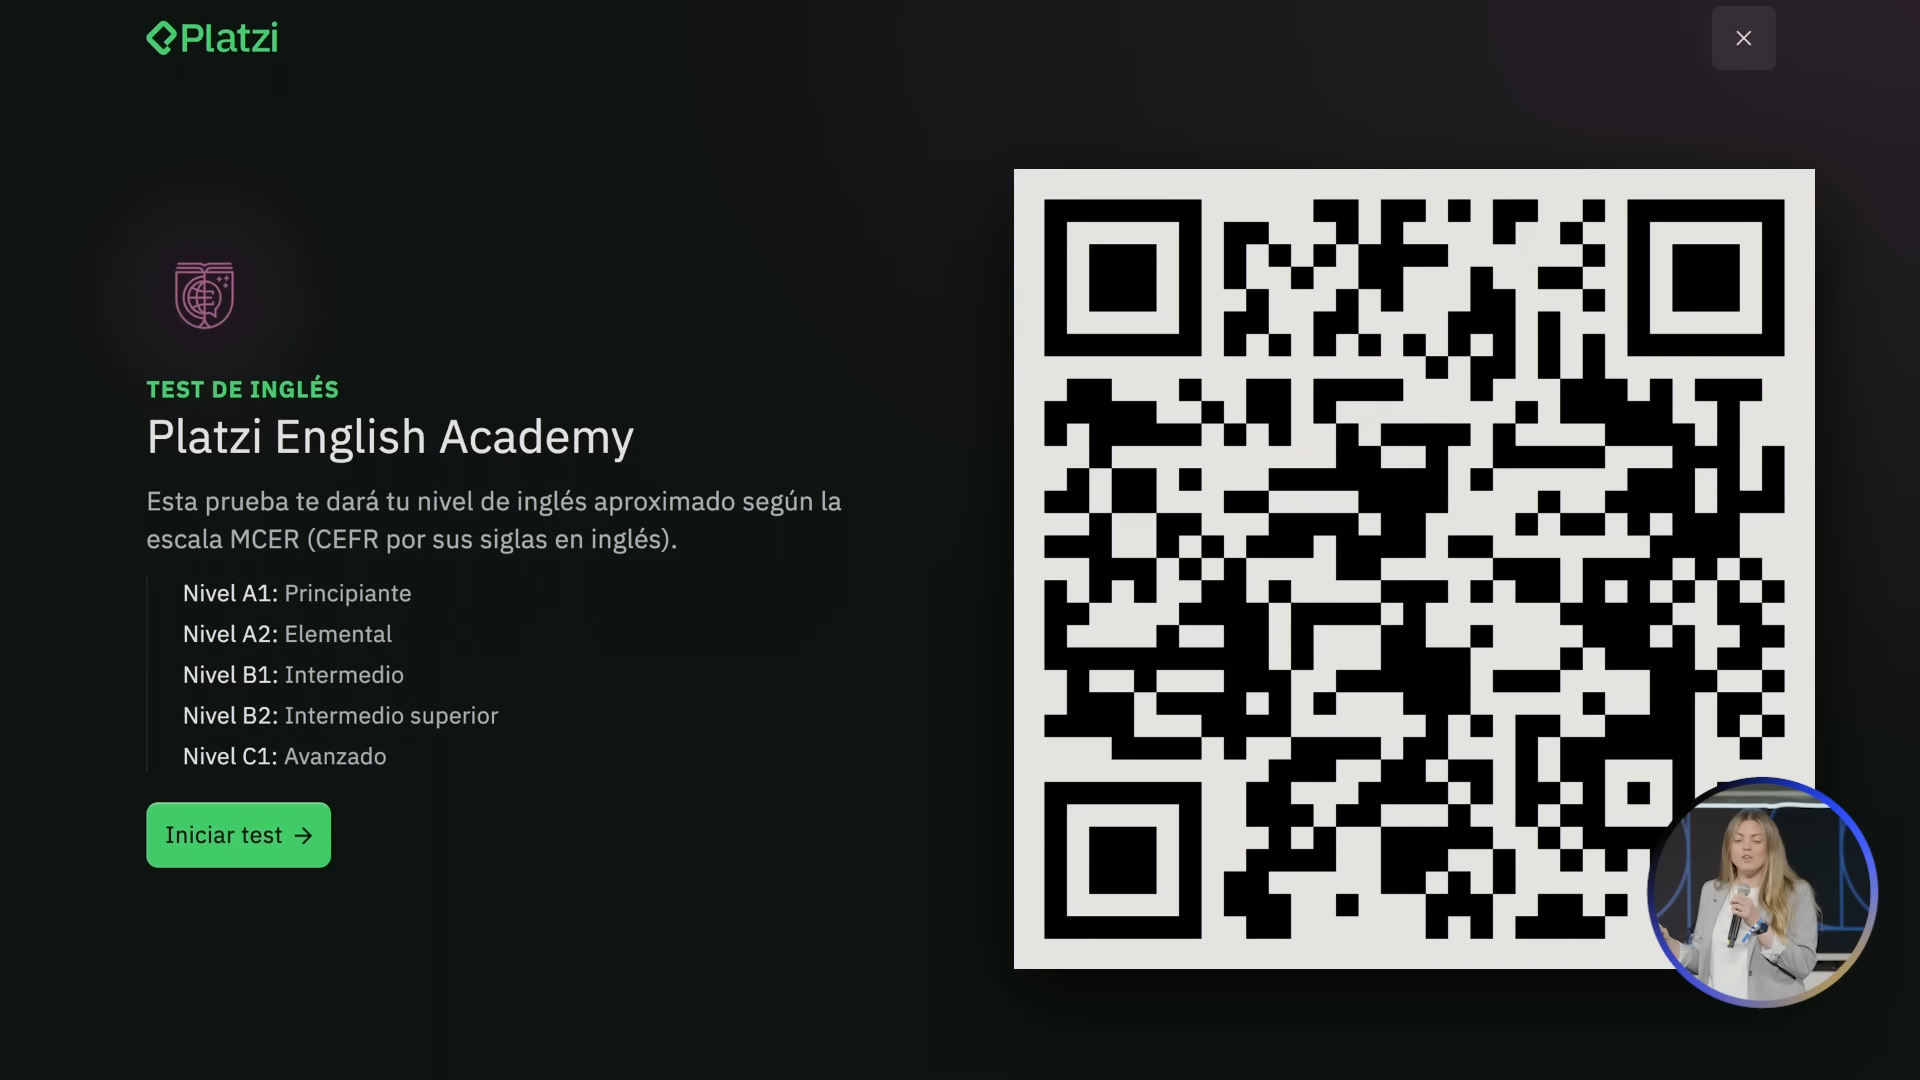 Platzi
TEST DE INGLÉS
Platzi English Academy
Esta prueba te dará tu nivel de inglés aproximado según la
escala MCER (CEFR por sus siglas en inglés).
Nivel A1: Principiante
Nivel A2: Elemental
Nivel B1: Intermedio
Nivel B2: Intermedio superior
Nivel C1: Avanzado
Iniciar test →